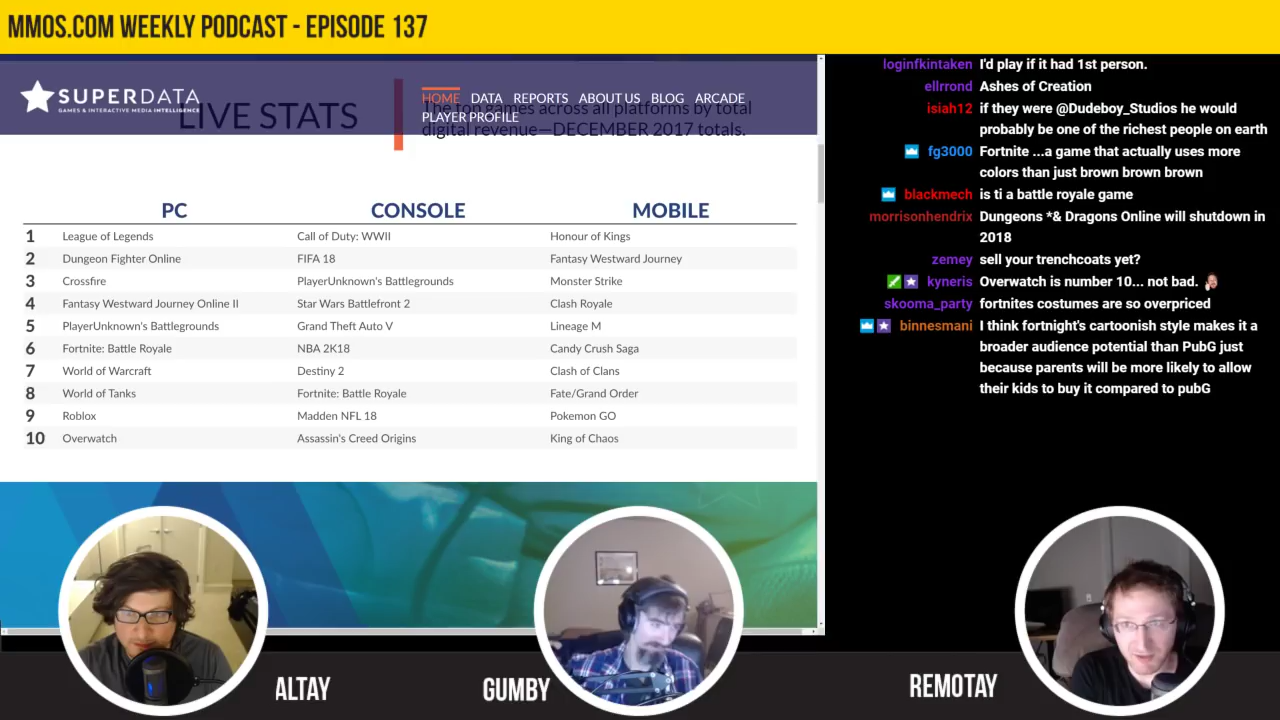 MMOS.COM WEEKLY PODCAST - EPISODE 137
SUPERDATA
GAMES & INTERACTIVE MEDIA INTELLIGENCE
LIVE STATS
HOME DATA REPORTS ABOUT US BLOG ARCADE
PLAYER PROFILE
The top games across all platforms by total
digital revenue—DECEMBER 2017 totals.
PC CONSOLE MOBILE
1 League of Legends Call of Duty: WWII Honour of Kings
2 Dungeon Fighter Online FIFA 18 Fantasy Westward Journey
3 Crossfire PlayerUnknown's Battlegrounds Monster Strike
4 Fantasy Westward Journey Online II Star Wars Battlefront 2 Clash Royale
5 PlayerUnknown's Battlegrounds Grand Theft Auto V Lineage M
6 Fortnite: Battle Royale NBA 2K18 Candy Crush Saga
7 World of Warcraft Destiny 2 Clash of Clans
8 World of Tanks Fortnite: Battle Royale Fate/Grand Order
9 Roblox Madden NFL 18 Pokemon GO
10 Overwatch Assassin's Creed Origins King of Chaos
loginfkintaken I'd play if it had 1st person.
ellrrond Ashes of Creation
isiah12 if they were @Dudeboy_Studios he would
probably be one of the richest people on earth
fg3000 Fortnite ...a game that actually uses more
colors than just brown brown brown
blackmech is ti a battle royale game
morrisonhendrix Dungeons *& Dragons Online will shutdown in
2018
zemey sell your trenchcoats yet?
kyneris Overwatch is number 10... not bad.
skooma_party fortnites costumes are so overpriced
binnesmani I think fortnight's cartoonish style makes it a
broader audience potential than PubG just
because parents will be more likely to allow
their kids to buy it compared to pubG
ALTAY
GUMBY
REMOTAY